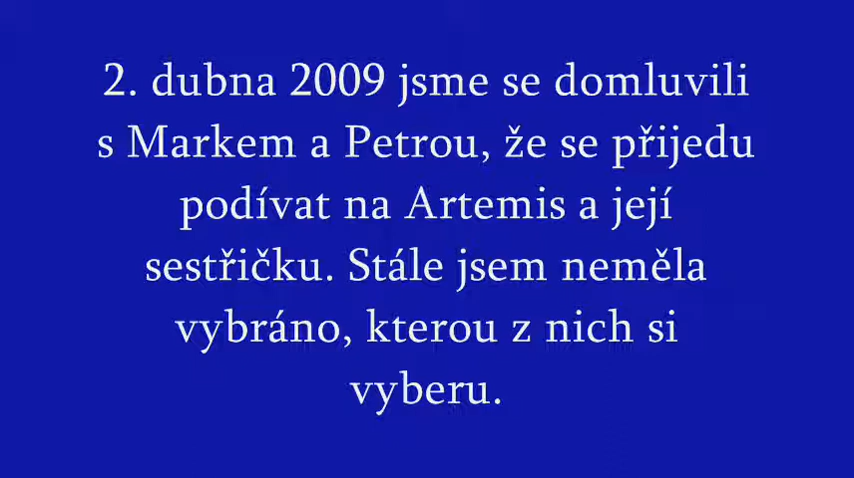 2. dubna 2009 jsme se domluvili
s Markem a Petrou, že se přijedu
podívat na Artemis a její
sestřičku. Stále jsem neměla
vybráno, kterou z nich si
vyberu.